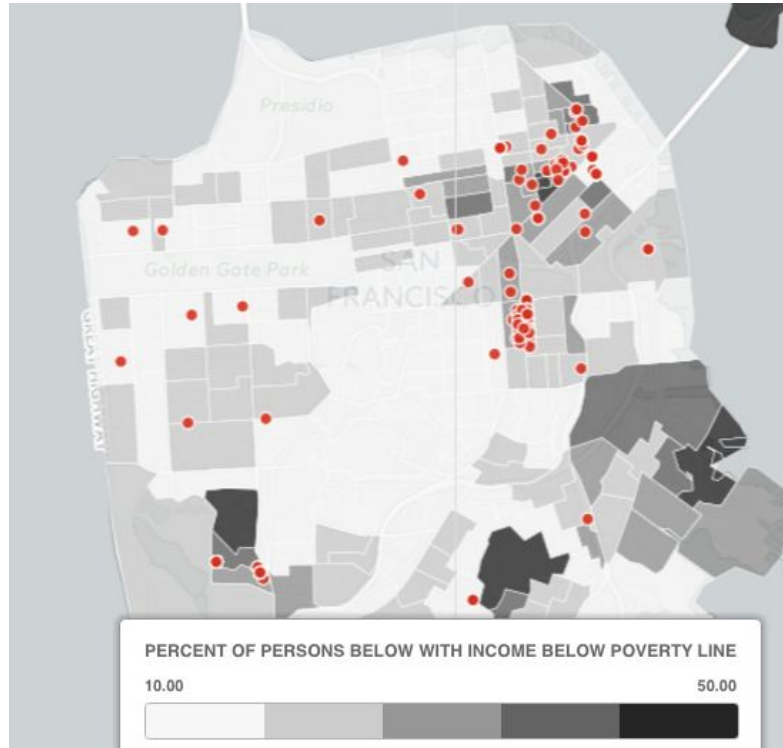 Presidio
Golden Gate Park
SAN
FRANCISCO
GREAT HIGHWAY
PERCENT OF PERSONS BELOW WITH INCOME BELOW POVERTY LINE
10.00 50.00